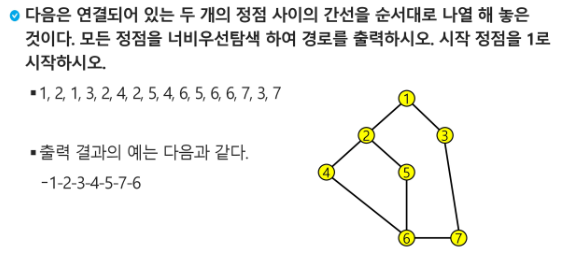 다음은 연결되어 있는 두 개의 정점 사이의 간선을 순서대로 나열 해 놓은
것이다. 모든 정점을 너비우선탐색 하여 경로를 출력하시오. 시작 정점을 1로
시작하시오.
▪1, 2, 1, 3, 2, 4, 2, 5, 4, 6, 5, 6, 6, 7, 3, 7
▪출력 결과의 예는 다음과 같다.
-1-2-3-4-5-7-6
1
2
3
4
5
6
7